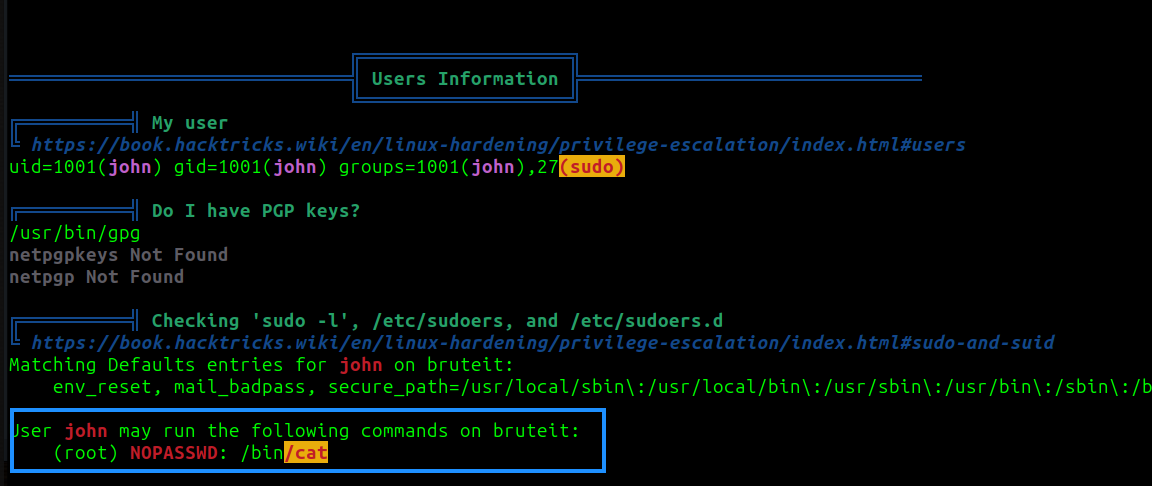 Users Information
My user
https://book.hacktricks.wiki/en/linux-hardening/privilege-escalation/index.html#users
uid=1001(john) gid=1001(john) groups=1001(john),27(sudo)
Do I have PGP keys?
/usr/bin/gpg
netpgpkeys Not Found
netpgp Not Found
Checking 'sudo -l', /etc/sudoers, and /etc/sudoers.d
https://book.hacktricks.wiki/en/linux-hardening/privilege-escalation/index.html#sudo-and-suid
Matching Defaults entries for john on bruteit:
env_reset, mail_badpass, secure_path=/usr/local/sbin\:/usr/local/bin\:/usr/sbin\:/usr/bin\:/sbin\:/b
User john may run the following commands on bruteit:
(root) NOPASSWD: /bin/cat